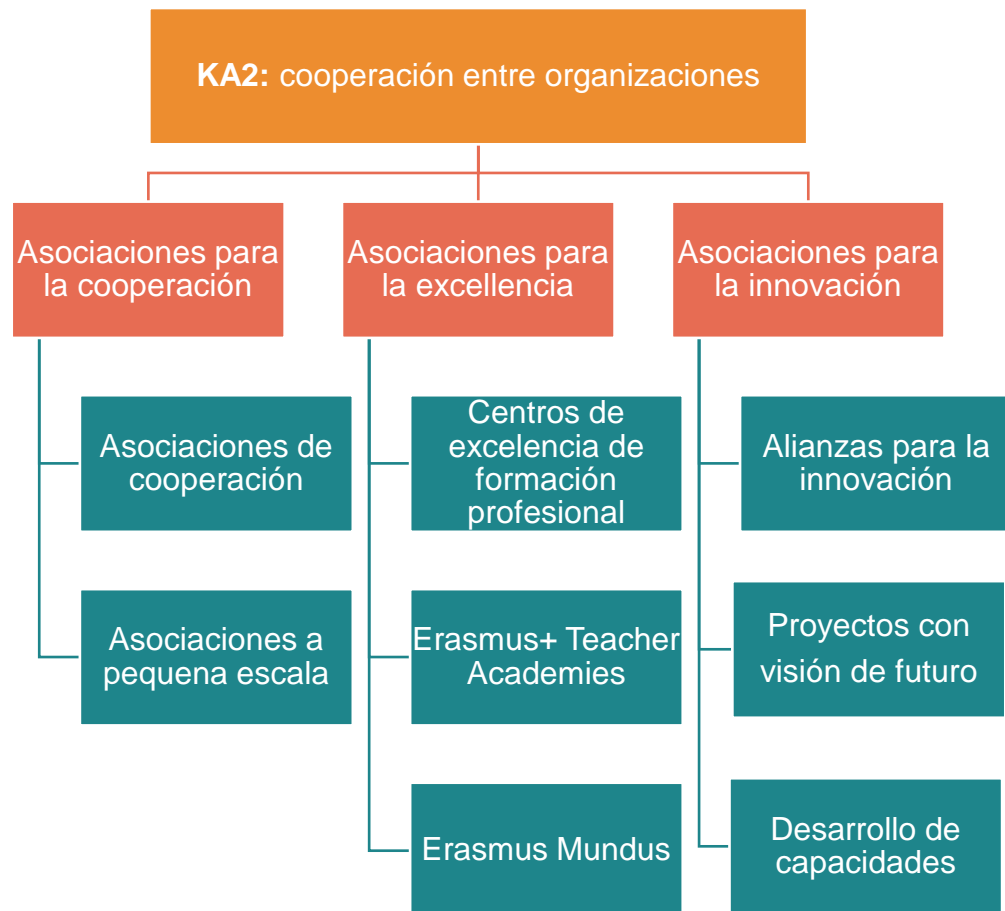 KA2: cooperación entre organizaciones
Asociaciones para
la cooperación
Asociaciones para
la excellencia
Asociaciones para
la innovación
Asociaciones de
cooperación
Asociaciones a
pequena escala
Centros de
excelencia de
formación
profesional
Erasmus+ Teacher
Academies
Erasmus Mundus
Alianzas para la
innovación
Proyectos con
visión de futuro
Desarrollo de
capacidades